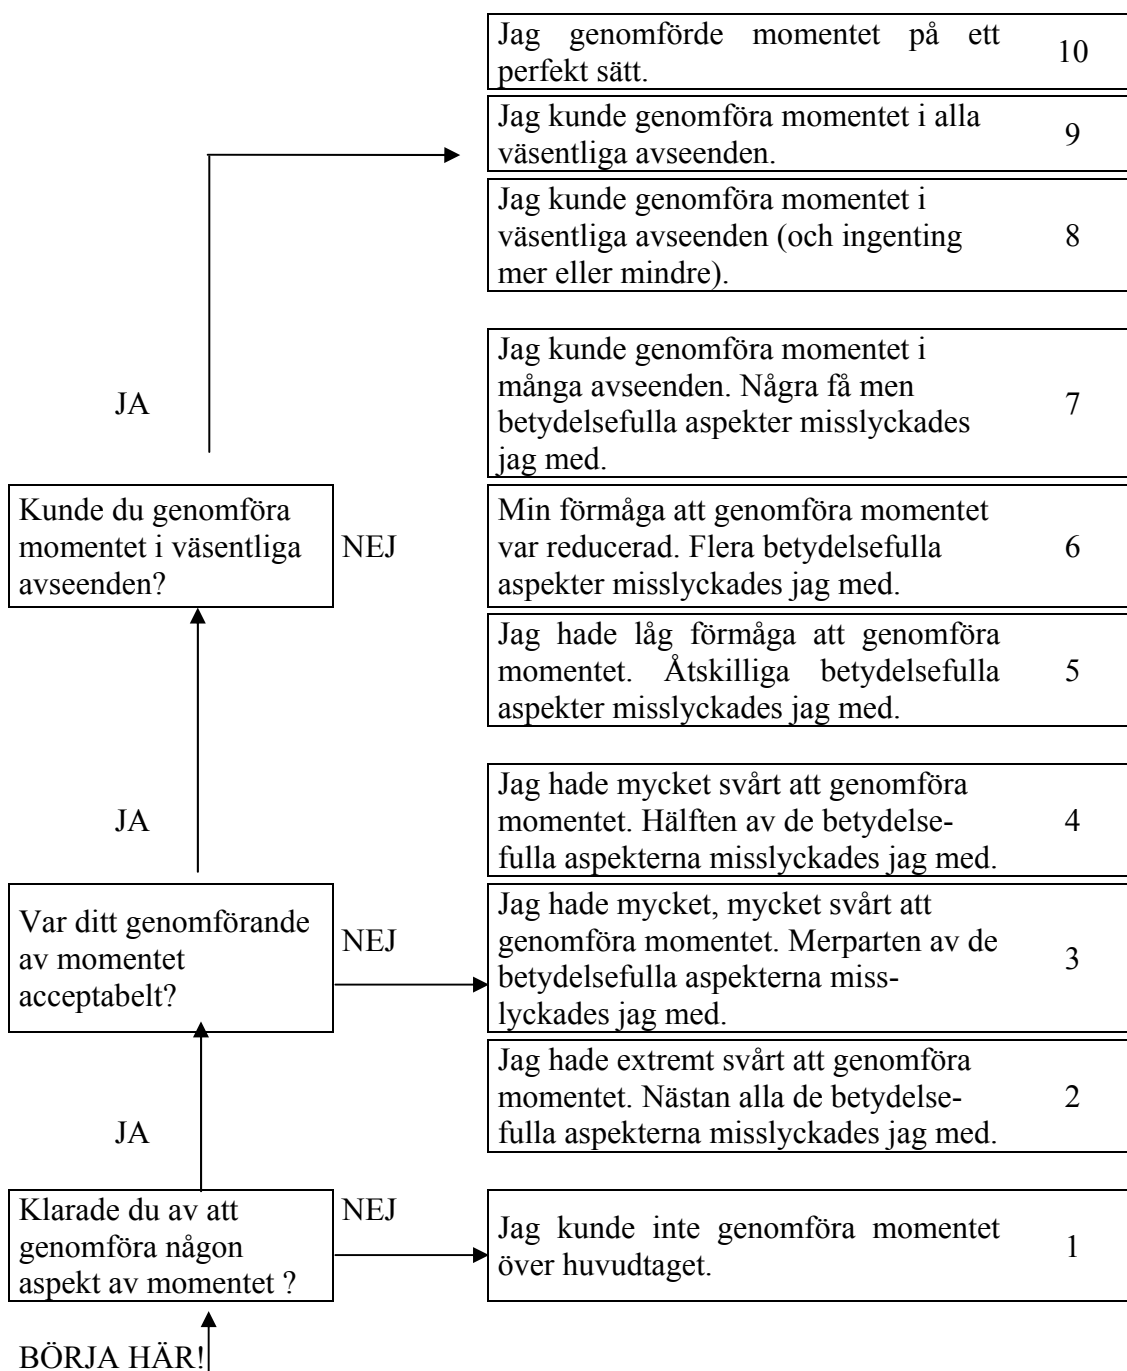 Jag genomförde momentet på ett
perfekt sätt.
10
Jag kunde genomföra momentet i alla
väsentliga avseenden.
9
Jag kunde genomföra momentet i
väsentliga avseenden (och ingenting
mer eller mindre).
8
JA
Jag kunde genomföra momentet i
många avseenden. Några få men
betydelsefulla aspekter misslyckades
jag med.
7
Kunde du genomföra
momentet i väsentliga
avseenden?
NEJ
Min förmåga att genomföra momentet
var reducerad. Flera betydelsefulla
aspekter misslyckades jag med.
6
Jag hade låg förmåga att genomföra
momentet. Åtskilliga betydelsefulla
aspekter misslyckades jag med.
5
JA
Jag hade mycket svårt att genomföra
momentet. Hälften av de betydelse-
fulla aspekterna misslyckades jag med.
4
Var ditt genomförande
av momentet
acceptabelt?
NEJ
Jag hade mycket, mycket svårt att
genomföra momentet. Merparten av de
betydelsefulla aspekterna miss-
lyckades jag med.
3
JA
Jag hade extremt svårt att genomföra
momentet. Nästan alla de betydelse-
fulla aspekterna misslyckades jag med.
2
Klarade du av att
genomföra någon
aspekt av momentet ?
NEJ
Jag kunde inte genomföra momentet
över huvudtaget.
1
BÖRJA HÄR!